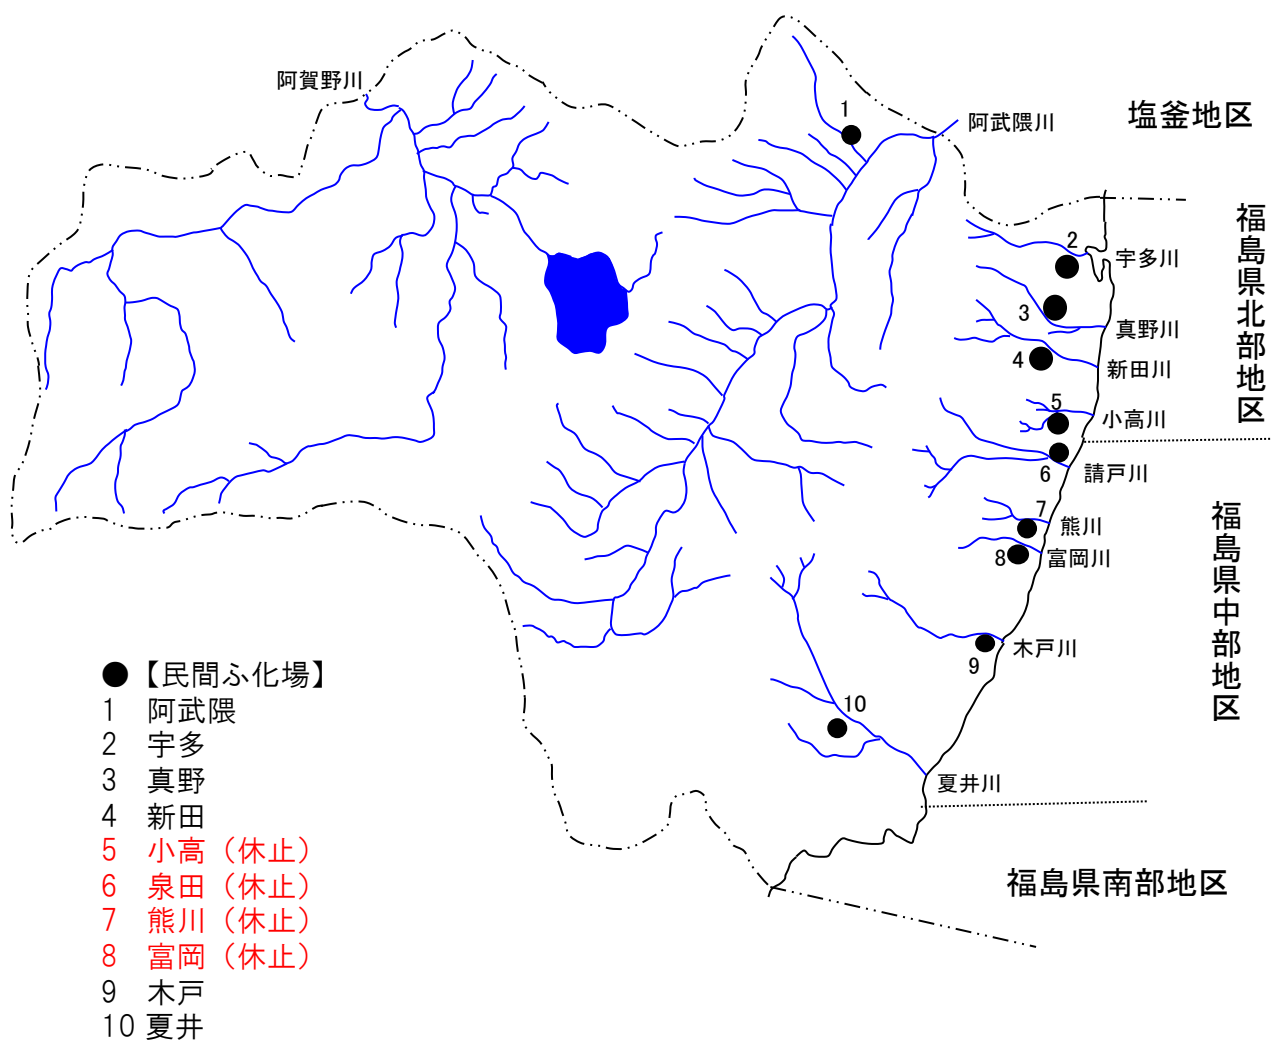 阿賀野川
1
阿武隈川
塩釜地区
福島県北部地区
2
宇多川
3
真野川
4
新田川
5
小高川
6
請戸川
福島県中部地区
7
熊川
8
富岡川
9
木戸川
10
夏井川
福島県南部地区
●【民間ふ化場】
1 阿武隈
2 宇多
3 真野
4 新田
5 小高（休止）
6 泉田（休止）
7 熊川（休止）
8 富岡（休止）
9 木戸
10 夏井